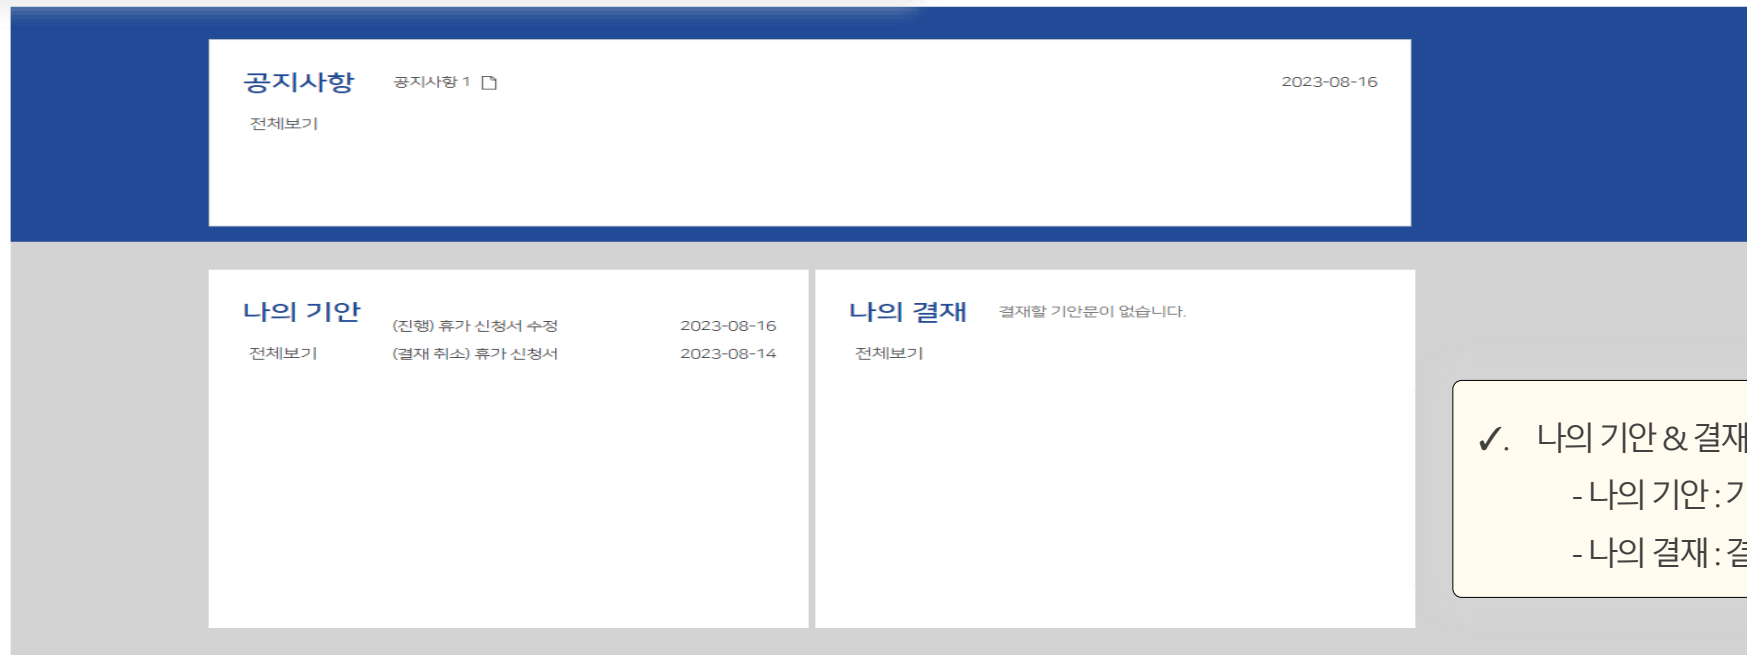 공지사항 공지사항 1 2023-08-16
전체보기
나의 기안
(진행) 휴가 신청서 수정 2023-08-16
전체보기 (결재 취소) 휴가 신청서 2023-08-14
나의 결재 결재할 기안문이 없습니다.
전체보기
✓. 나의 기안 & 결재
- 나의 기안 : 기
- 나의 결재 : 결